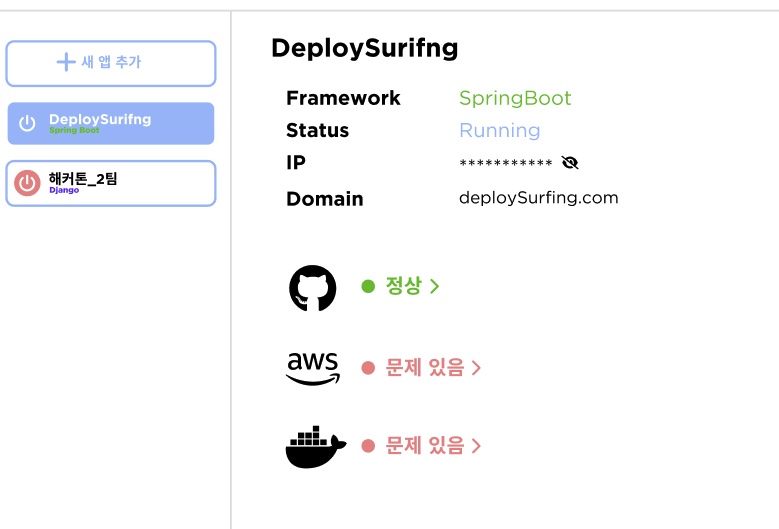 새 앱 추가
DeploySurifng
Spring Boot
해커톤_2팀
Django
DeploySurifng
Framework SpringBoot
Status Running
IP ***********
Domain deploySurfing.com
정상 >
aws 문제 있음 >
문제 있음 >